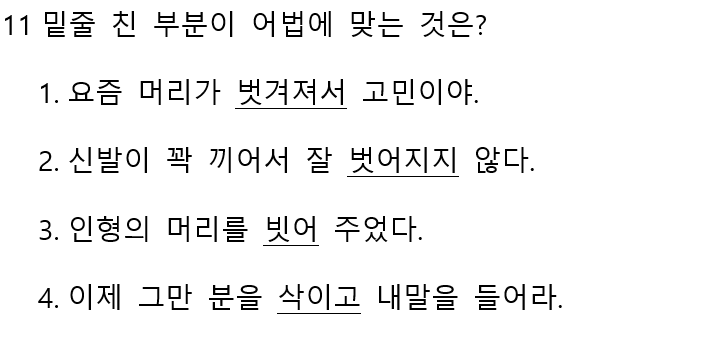 11 밑줄 친 부분이 어법에 맞는 것은?
1. 요즘 머리가 벗겨져서 고민이야.
2. 신발이 꽉 끼어서 잘 벗어지지 않다.
3. 인형의 머리를 빗어 주었다.
4. 이제 그만 분을 삭이고 내말을 들어라.